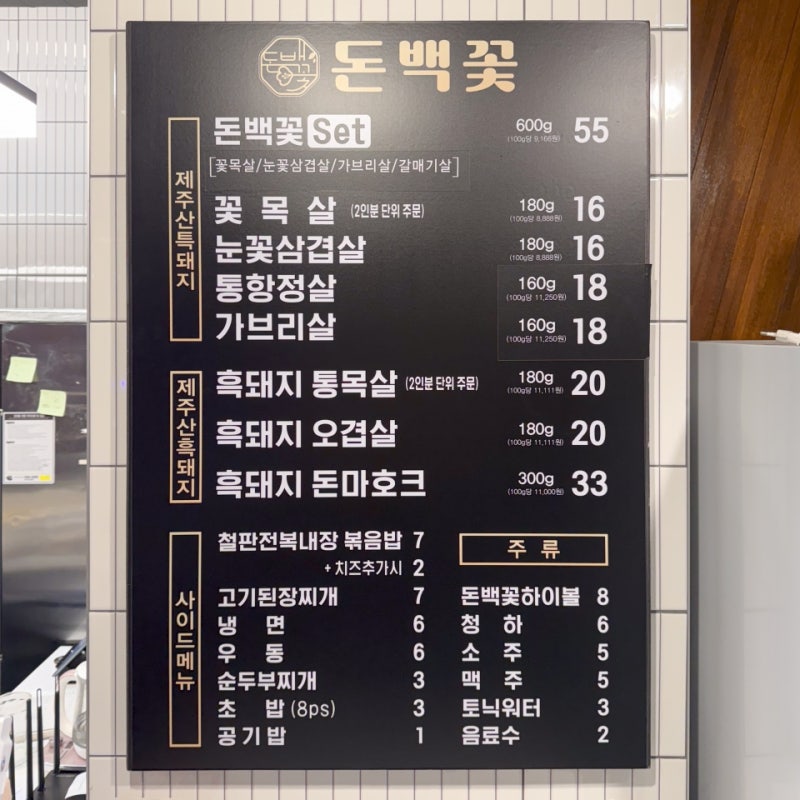 돈백꽃 돈백꽃
돈백꽃 Set 600g (100g당 9,166원) 55
[꽃목살/눈꽃삼겹살/가브리살/갈매기살]
제주산특돼지
꽃 목 살 (2인분 단위 주문) 180g (100g당 8,888원) 16
눈꽃삼겹살 180g (100g당 8,888원) 16
통항정살 160g (100g당 11,250원) 18
가브리살 160g (100g당 11,250원) 18
제주산흑돼지
흑돼지 통목살 (2인분 단위 주문) 180g (100g당 11,111원) 20
흑돼지 오겹살 180g (100g당 11,111원) 20
흑돼지 돈마호크 300g (100g당 11,000원) 33
사이드메뉴
철판전복내장 볶음밥 7
+ 치즈추가시 2
고기된장찌개 7
냉 면 6
우 동 6
순두부찌개 3
초 밥 (8ps) 3
공기밥 1
주 류
돈백꽃하이볼 8
청 하 6
소 주 5
맥 주 5
토닉워터 3
음료수 2